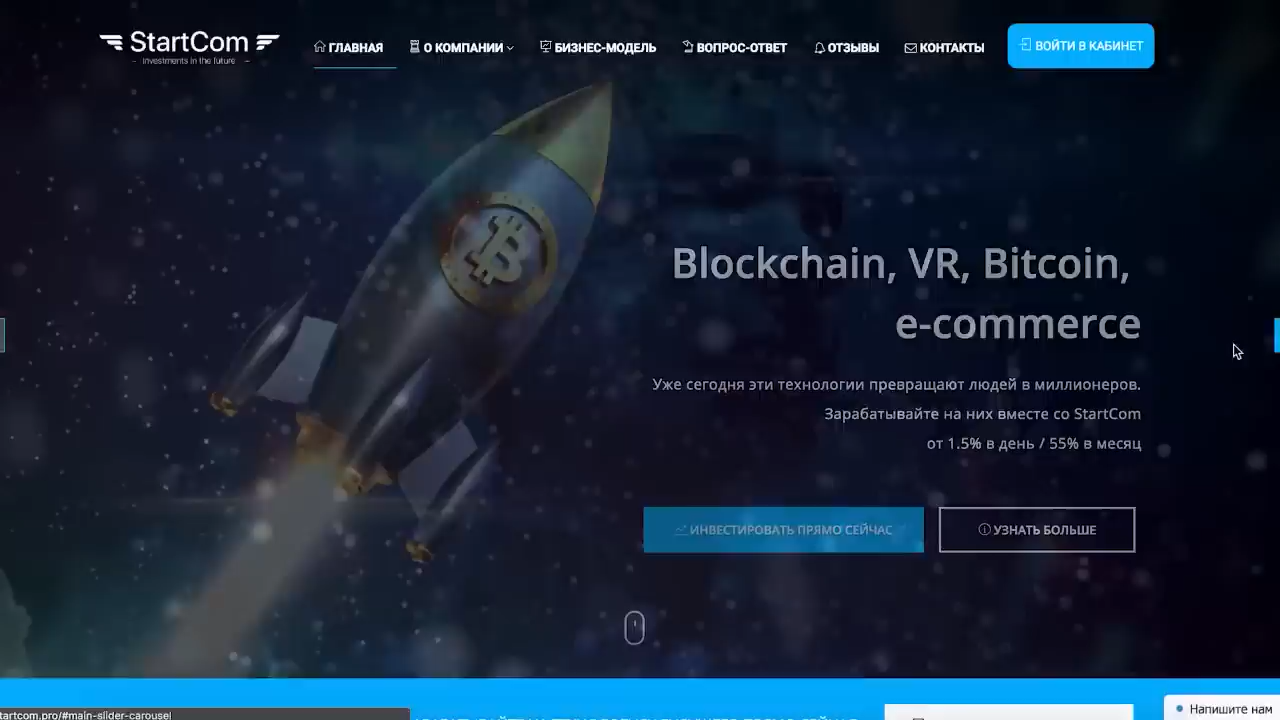 StartCom
investments in the future
ГЛАВНАЯ
О КОМПАНИИ
БИЗНЕС-МОДЕЛЬ
ВОПРОС-ОТВЕТ
ОТЗЫВЫ
КОНТАКТЫ
ВОЙТИ В КАБИНЕТ
Blockchain, VR, Bitcoin,
e-commerce
Уже сегодня эти технологии превращают людей в миллионеров.
Зарабатывайте на них вместе со StartCom
от 1.5% в день / 55% в месяц
ИНВЕСТИРОВАТЬ ПРЯМО СЕЙЧАС
УЗНАТЬ БОЛЬШЕ
tartcom.pro/#main-slider-carousel
Напишите нам